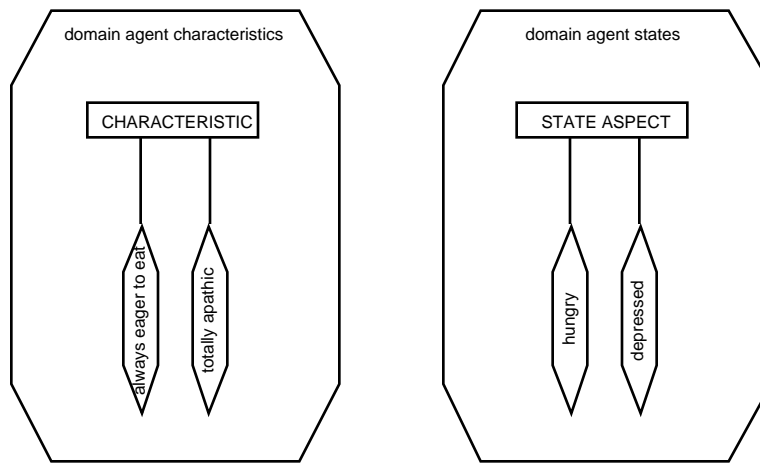 domain agent characteristics
CHARACTERISTIC
always eager to eat
totally apathic
domain agent states
STATE ASPECT
hungry
depressed